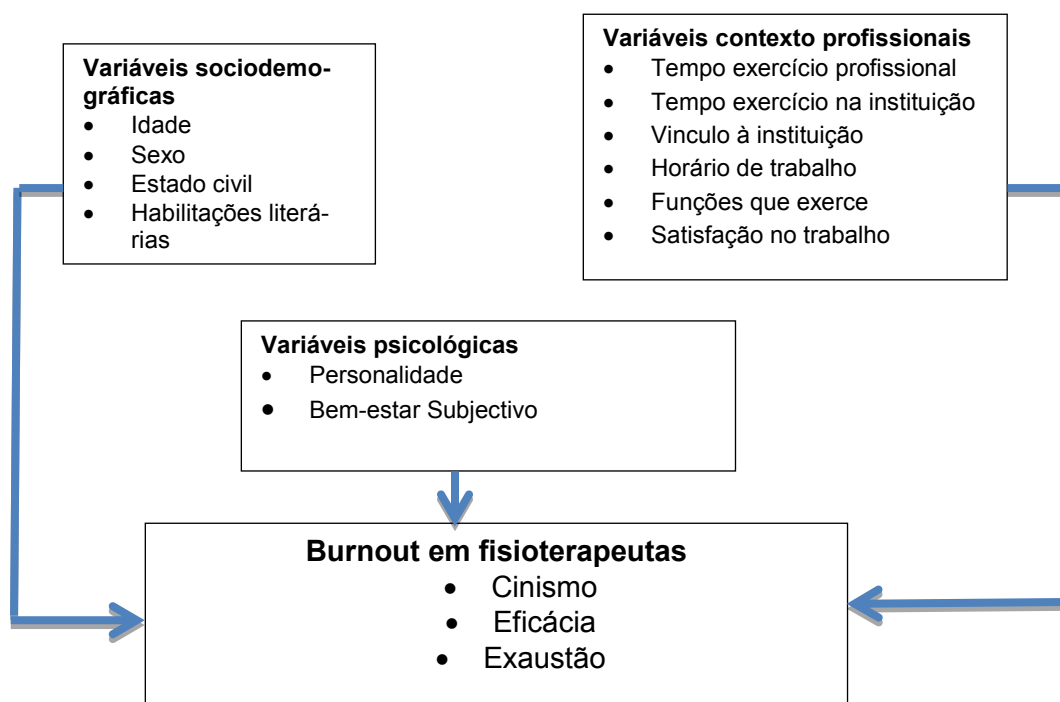 Variáveis sociodemo-
gráficas
• Idade
• Sexo
• Estado civil
• Habilitações literá-
rias
Variáveis contexto profissionais
• Tempo exercício profissional
• Tempo exercício na instituição
• Vinculo à instituição
• Horário de trabalho
• Funções que exerce
• Satisfação no trabalho
Variáveis psicológicas
• Personalidade
• Bem-estar Subjectivo
Burnout em fisioterapeutas
• Cinismo
• Eficácia
• Exaustão